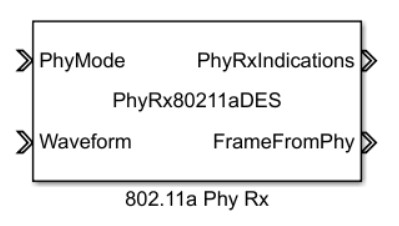 PhyMode PhyRxIndications
PhyRx80211aDES
Waveform FrameFromPhy
802.11a Phy Rx